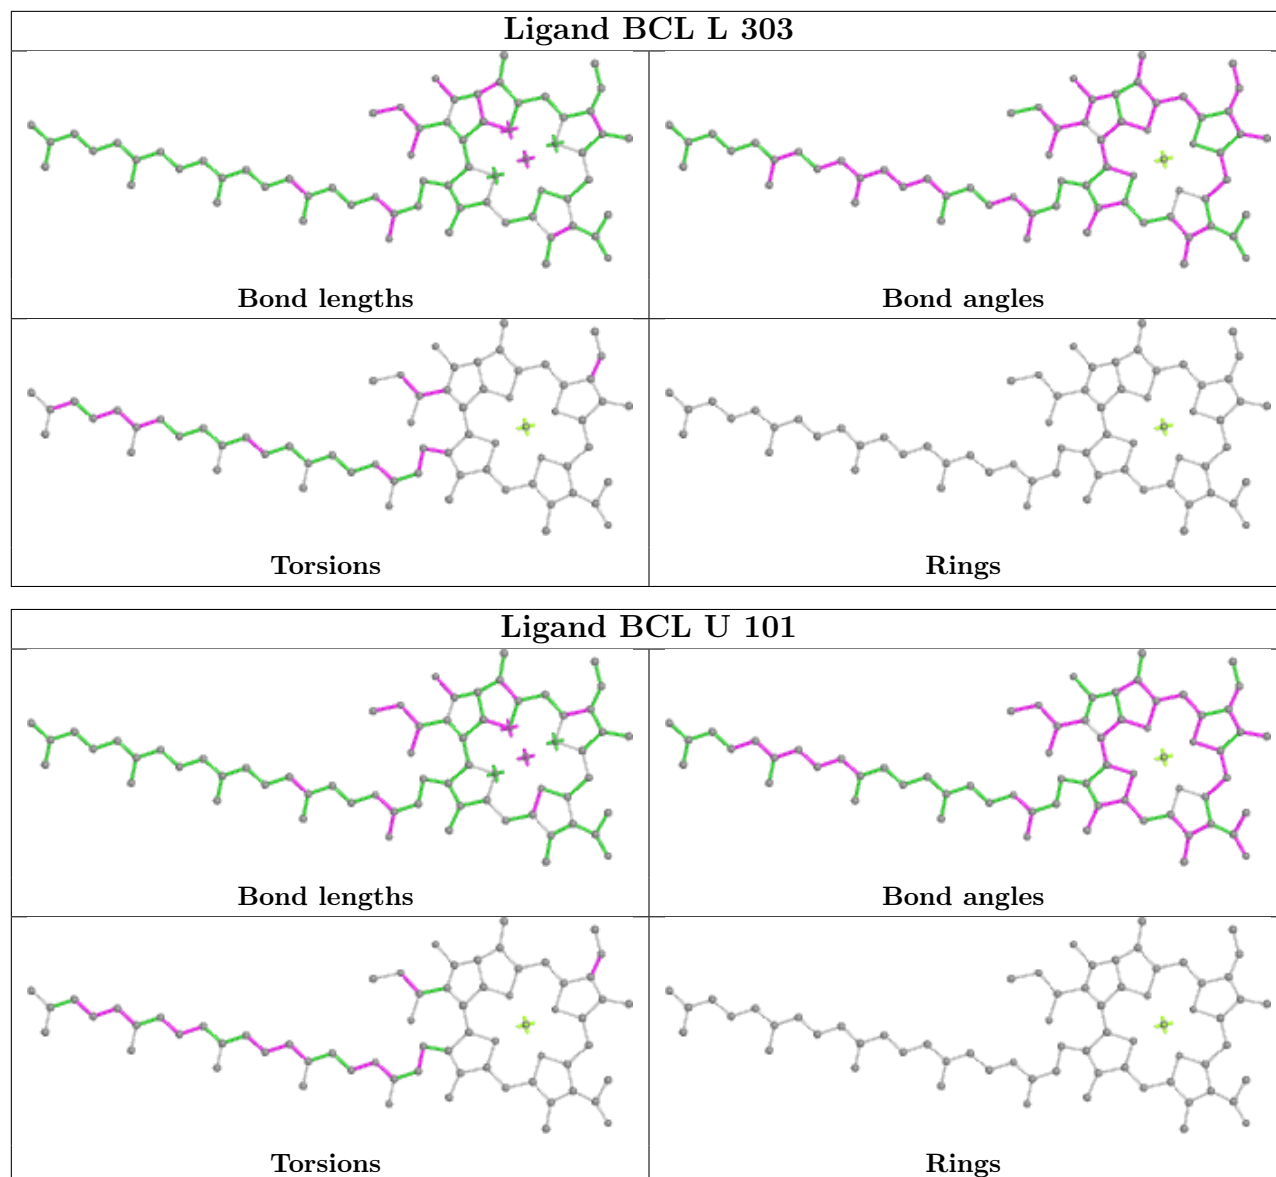 Ligand BCL L 303
Bond lengths
Bond angles
Torsions
Rings
Ligand BCL U 101
Bond lengths
Bond angles
Torsions
Rings